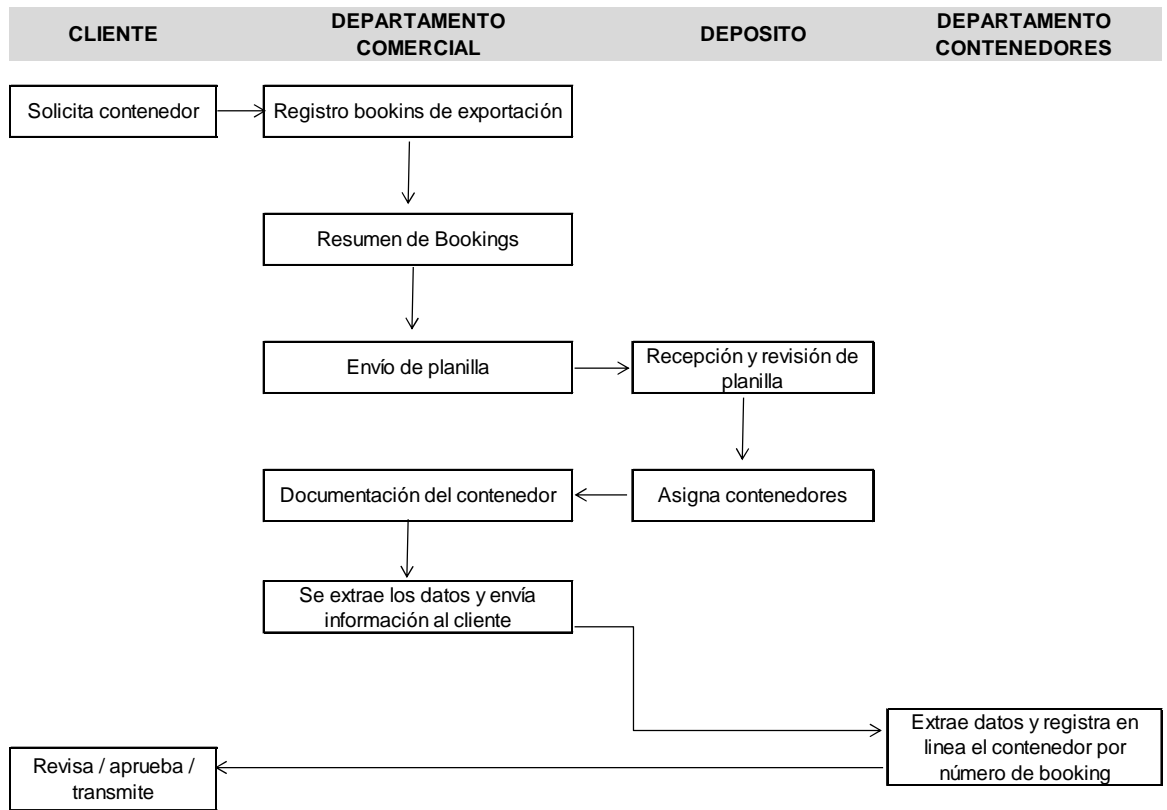 CLIENTE
DEPARTAMENTO
COMERCIAL
DEPOSITO
DEPARTAMENTO
CONTENEDORES
Solicita contenedor
Registro bookins de exportación
Resumen de Bookings
Envío de planilla
Recepción y revisión de
planilla
Documentación del contenedor
Asigna contenedores
Se extrae los datos y envía
información al cliente
Extrae datos y registra en
linea el contenedor por
número de booking
Revisa / aprueba /
transmite